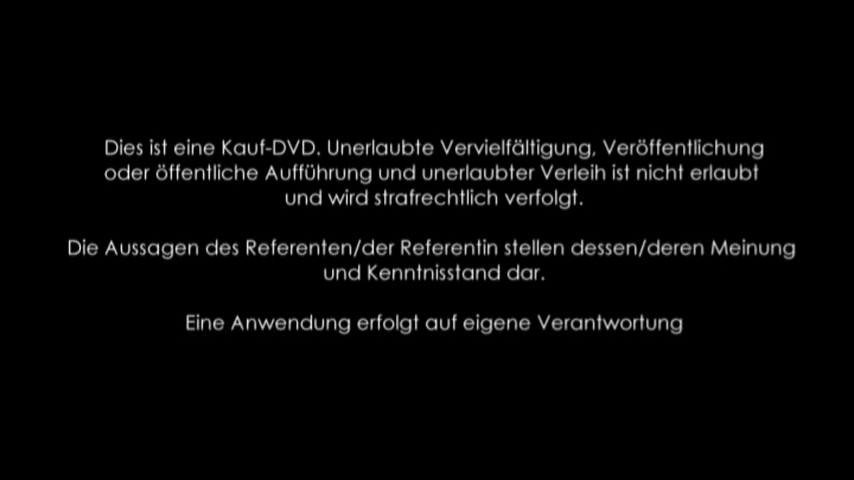 Dies ist eine Kauf-DVD. Unerlaubte Vervielfältigung, Veröffentlichung
oder öffentliche Aufführung und unerlaubter Verleih ist nicht erlaubt
und wird strafrechtlich verfolgt.
Die Aussagen des Referenten/der Referentin stellen dessen/deren Meinung
und Kenntnisstand dar.
Eine Anwendung erfolgt auf eigene Verantwortung